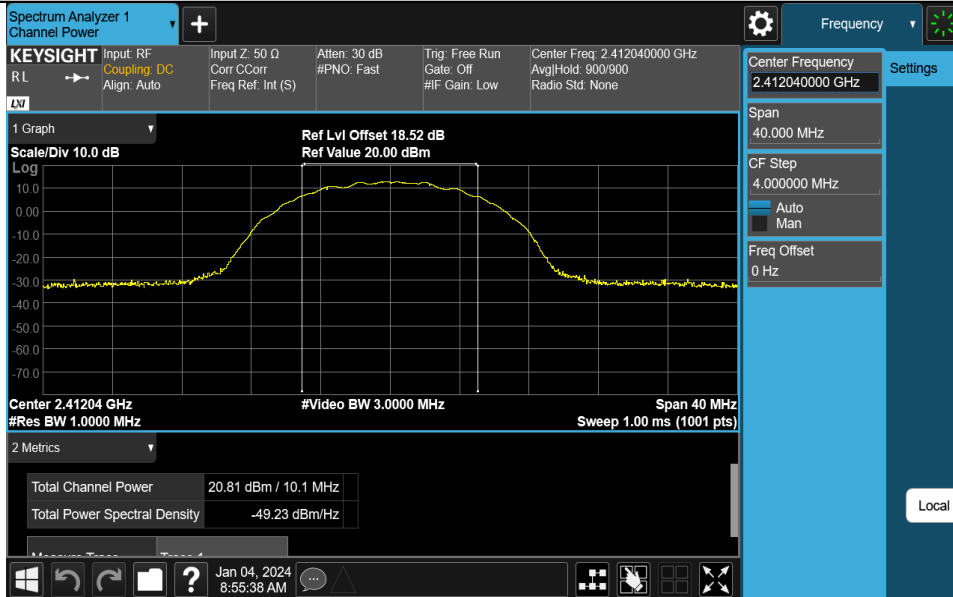 Spectrum Analyzer 1
Channel Power
Frequency
KEYSIGHT
RL
LXI
Input: RF
Coupling: DC
Align: Auto
Input Z: 50 Ω
Corr CCorr
Freq Ref: Int (S)
Atten: 30 dB
#PNO: Fast
Trig: Free Run
Gate: Off
#IF Gain: Low
Center Freq: 2.412040000 GHz
Avg|Hold: 900/900
Radio Std: None
Center Frequency
2.412040000 GHz
Settings
Span
40.000 MHz
CF Step
4.000000 MHz
Auto
Man
Freq Offset
0 Hz
Local
1 Graph
Scale/Div 10.0 dB
Ref Lvl Offset 18.52 dB
Ref Value 20.00 dBm
Log
10.0
0.00
-10.0
-20.0
-30.0
-40.0
-50.0
-60.0
-70.0
Center 2.41204 GHz
#Video BW 3.0000 MHz
Span 40 MHz
#Res BW 1.0000 MHz
Sweep 1.00 ms (1001 pts)
2 Metrics
Total Channel Power 20.81 dBm / 10.1 MHz
Total Power Spectral Density -49.23 dBm/Hz
Measure Trace Trace 1
?
Jan 04, 2024
8:55:38 AM